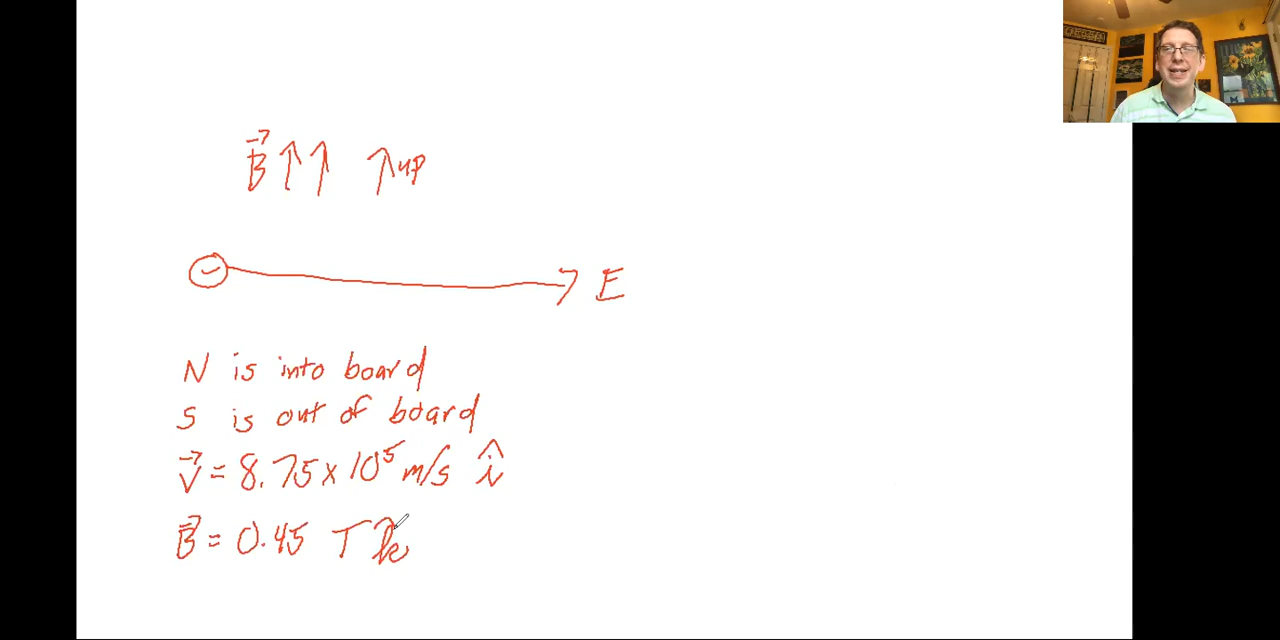 B⃗ ↑ ↑ ↑ up
− → E
N is into board
S is out of board
v⃗ = 8.75 x 10⁵ m/s î
B⃗ = 0.45 T k̂